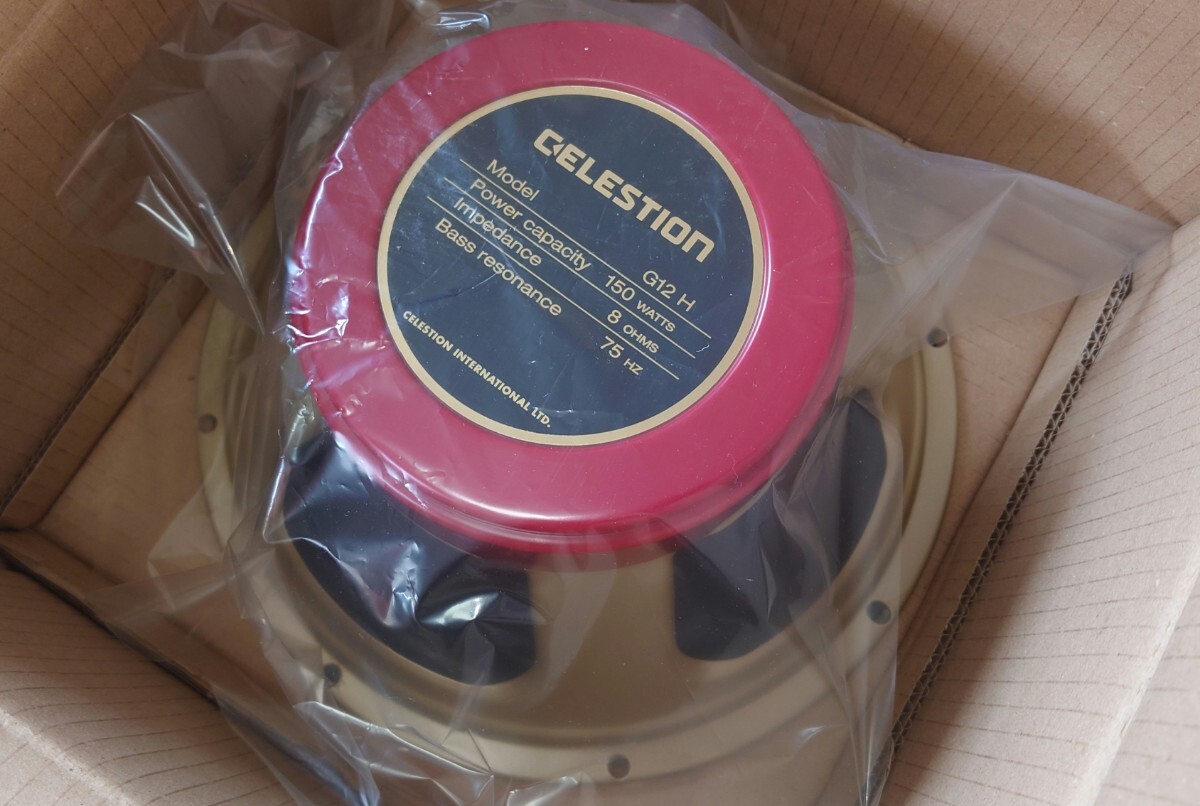 CELESTION
Model G12 H
Power capacity 150 WATTS
Impedance 8 OHMS
Bass resonance 75 HZ
CELESTION INTERNATIONAL LTD.